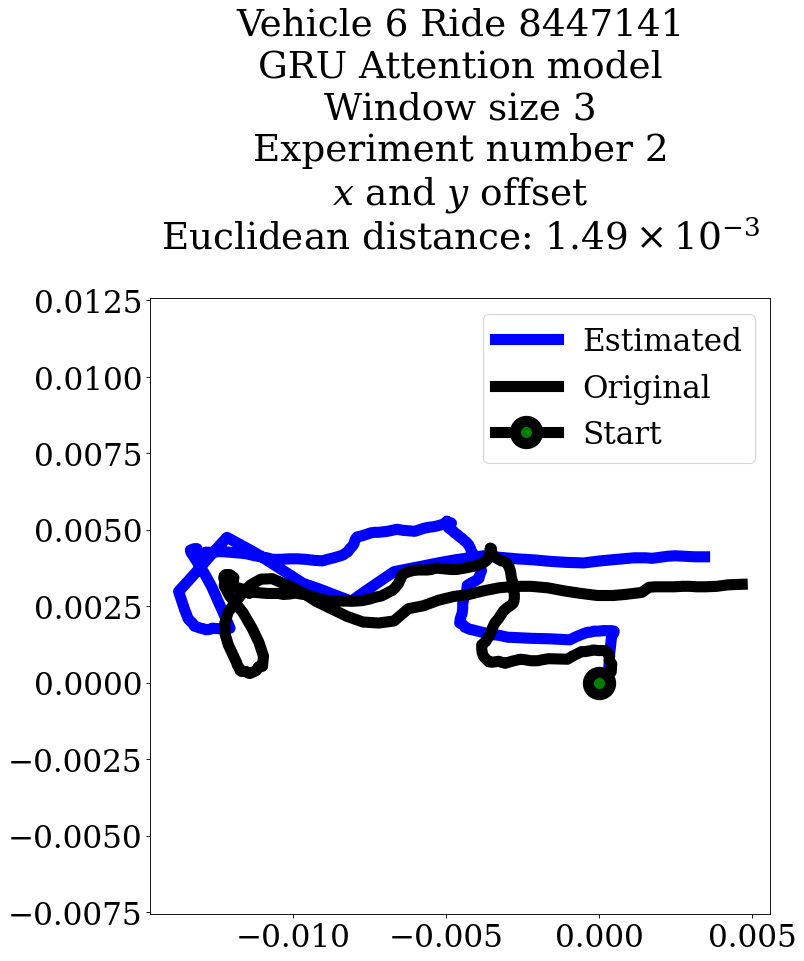 Vehicle 6 Ride 8447141
GRU Attention model
Window size 3
Experiment number 2
x and y offset
Euclidean distance: 1.49 × 10⁻³
0.0125
0.0100
0.0075
0.0050
0.0025
0.0000
−0.0025
−0.0050
−0.0075
Estimated
Original
Start
−0.010 −0.005 0.000 0.005